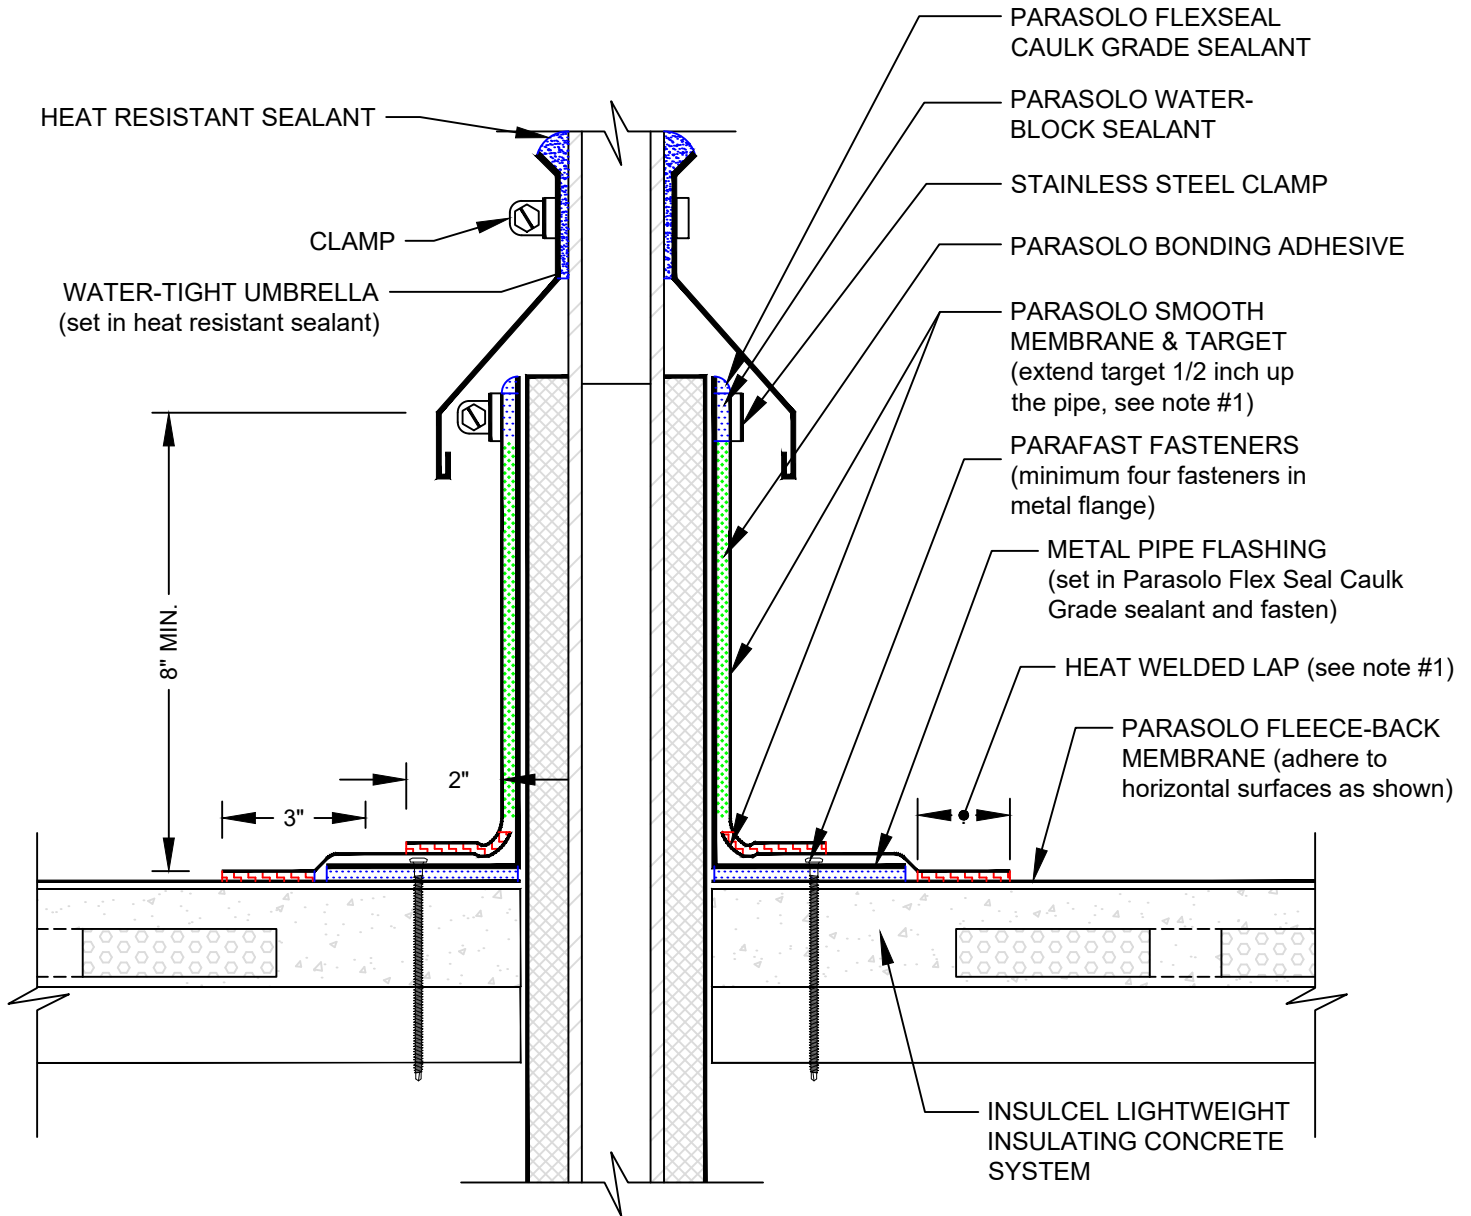 PARASOLO FLEXSEAL
CAULK GRADE SEALANT
PARASOLO WATER-
BLOCK SEALANT
HEAT RESISTANT SEALANT
STAINLESS STEEL CLAMP
CLAMP
PARASOLO BONDING ADHESIVE
WATER-TIGHT UMBRELLA
(set in heat resistant sealant)
PARASOLO SMOOTH
MEMBRANE & TARGET
(extend target 1/2 inch up
the pipe, see note #1)
PARAFAST FASTENERS
(minimum four fasteners in
metal flange)
METAL PIPE FLASHING
(set in Parasolo Flex Seal Caulk
Grade sealant and fasten)
8" MIN.
HEAT WELDED LAP (see note #1)
PARASOLO FLEECE-BACK
MEMBRANE (adhere to
horizontal surfaces as shown)
2"
3"
INSULCEL LIGHTWEIGHT
INSULATING CONCRETE
SYSTEM